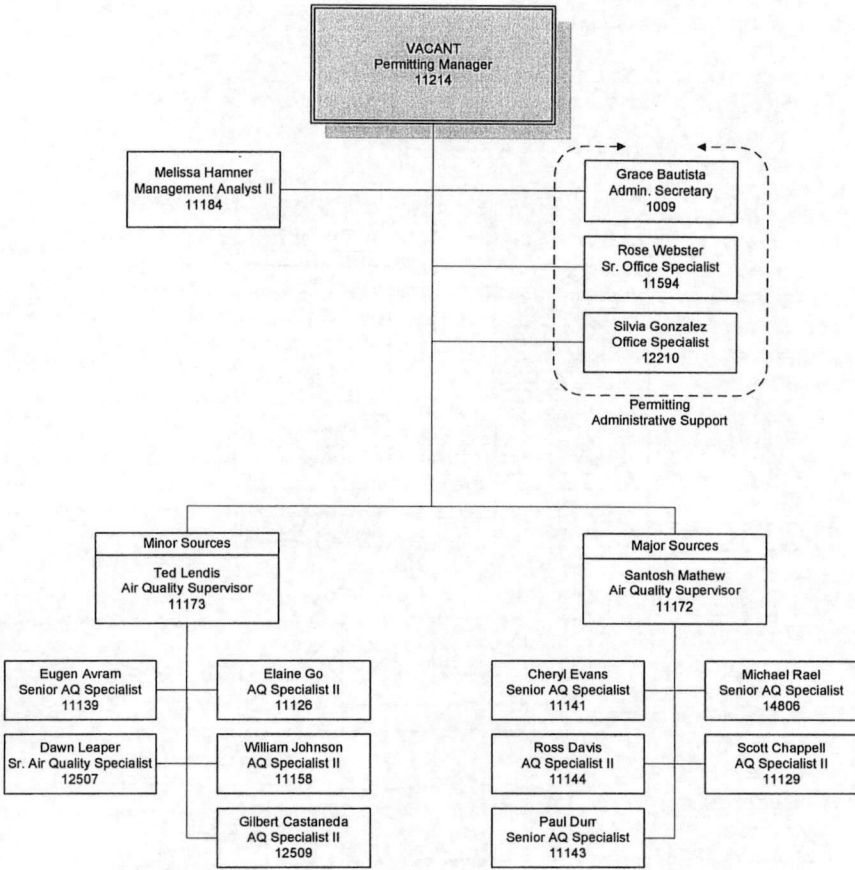 VACANT
Permitting Manager
11214
Melissa Hamner
Management Analyst II
11184
Grace Bautista
Admin. Secretary
1009
Rose Webster
Sr. Office Specialist
11594
Silvia Gonzalez
Office Specialist
12210
Permitting
Administrative Support
Minor Sources
Ted Lendis
Air Quality Supervisor
11173
Major Sources
Santosh Mathew
Air Quality Supervisor
11172
Eugen Avram
Senior AQ Specialist
11139
Elaine Go
AQ Specialist II
11126
Dawn Leaper
Sr. Air Quality Specialist
12507
William Johnson
AQ Specialist II
11158
Gilbert Castaneda
AQ Specialist II
12509
Cheryl Evans
Senior AQ Specialist
11141
Michael Rael
Senior AQ Specialist
14806
Ross Davis
AQ Specialist II
11144
Scott Chappell
AQ Specialist II
11129
Paul Durr
Senior AQ Specialist
11143